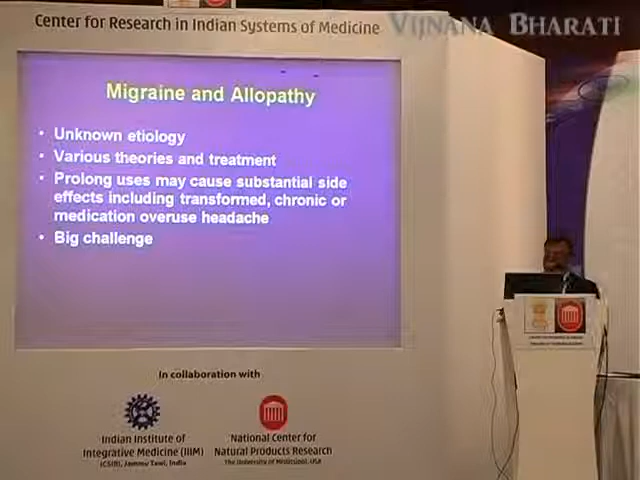 Center for Research in Indian Systems of Medicine
VIJNANA BHARATI
Migraine and Allopathy
• Unknown etiology
• Various theories and treatment
• Prolong uses may cause substantial side
effects including transformed, chronic or
medication overuse headache
• Big challenge
In collaboration with
Indian Institute of
Integrative Medicine (IIIM)
(CSIR), Jammu Tawi, India
National Center for
Natural Products Research
The University of Mississippi, USA